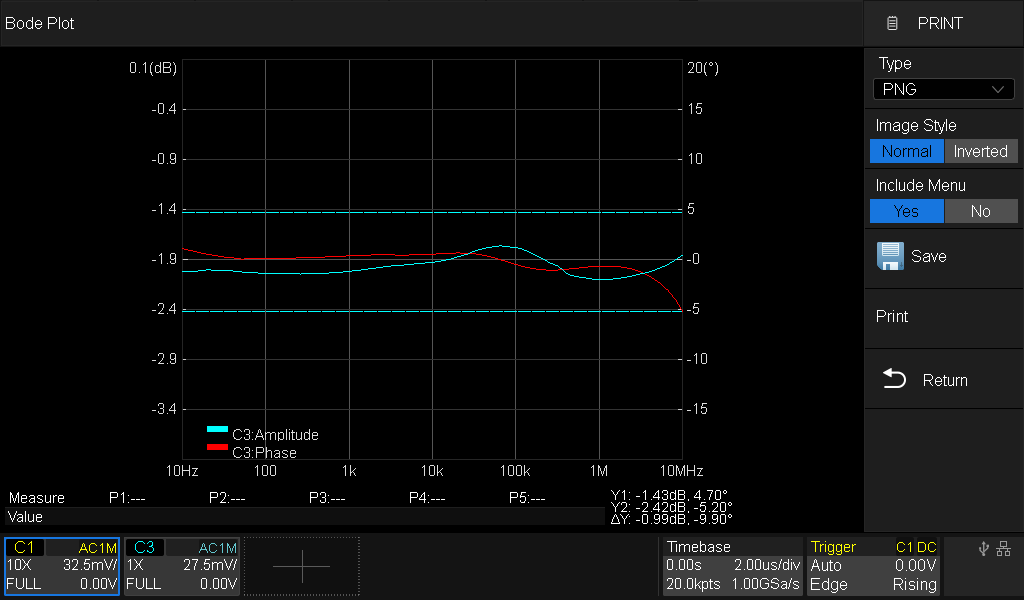 Bode Plot
PRINT
Type
PNG
Image Style
Normal Inverted
Include Menu
Yes No
Save
Print
Return
0.1(dB) 20(°)
-0.4 15
-0.9 10
-1.4 5
-1.9 -0
-2.4 -5
-2.9 -10
-3.4 -15
C3:Amplitude
C3:Phase
10Hz 100 1k 10k 100k 1M 10MHz
Measure P1:--- P2:--- P3:--- P4:--- P5:---
Value
Y1: -1.43dB, 4.70°
Y2: -2.42dB, -5.20°
ΔY: -0.99dB, -9.90°
C1 AC1M
10X 32.5mV/
FULL 0.00V
C3 AC1M
1X 27.5mV/
FULL 0.00V
Timebase
0.00s 2.00us/div
20.0kpts 1.00GSa/s
Trigger C1 DC
Auto 0.00V
Edge Rising